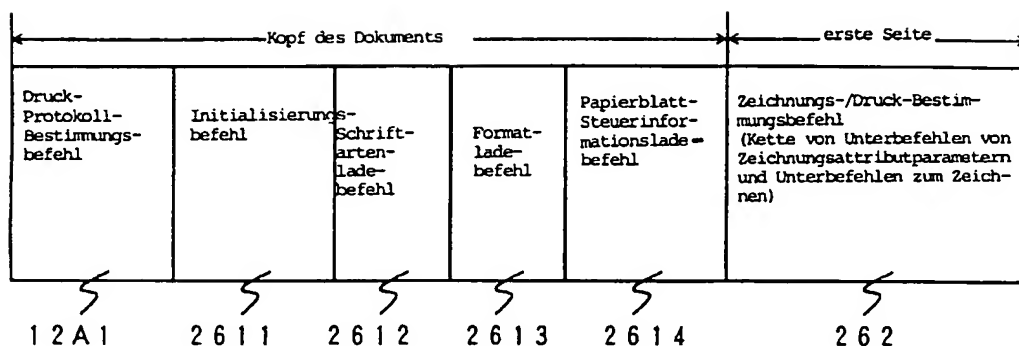 Kopf des Dokuments
erste Seite
Druck-
Protokoll-
Bestimmungs-
befehl
Initialisierungs-
befehl
Schrift-
arten-
lade-
befehl
Format-
lade-
befehl
Papierblatt-
Steuerinfor-
mationslade-
befehl
Zeichnungs-/Druck-Bestim-
mungsbefehl
(Kette von Unterbefehlen von
Zeichnungsattributparametern
und Unterbefehlen zum Zeich-
nen)
12A1 2611 2612 2613 2614 262